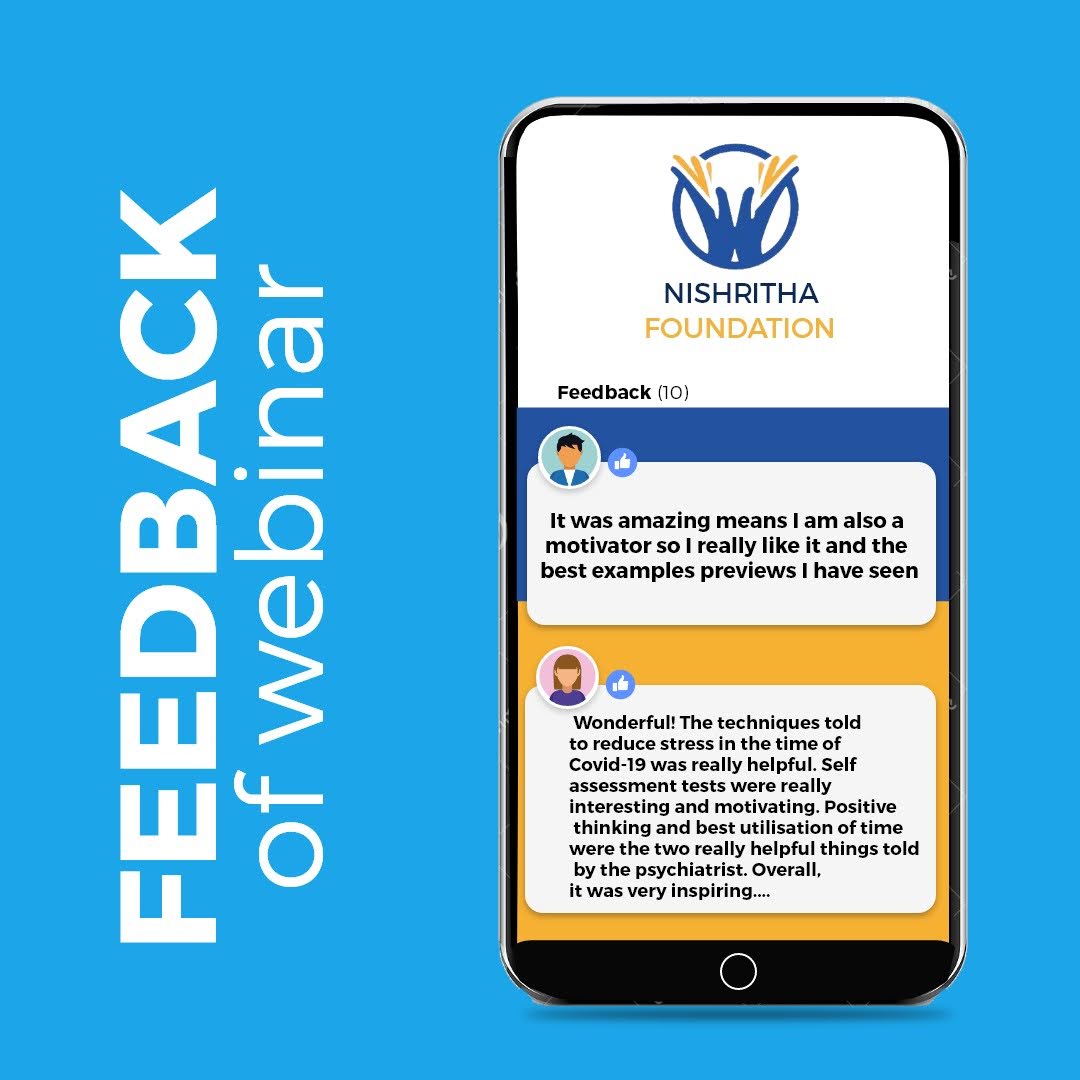 FEEDBACK
of webinar
NISHRITHA
FOUNDATION
Feedback (10)
It was amazing means I am also a
motivator so I really like it and the
best examples previews I have seen
Wonderful! The techniques told
to reduce stress in the time of
Covid-19 was really helpful. Self
assessment tests were really
interesting and motivating. Positive
thinking and best utilisation of time
were the two really helpful things told
by the psychiatrist. Overall,
it was very inspiring....